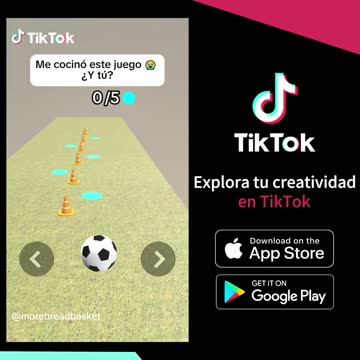 TikTok
Me cocinó este juego 😭
¿Y tú?
0/5
@morebreadbasket
TikTok
Explora tu creatividad
en TikTok
Download on the
App Store
GET IT ON
Google Play